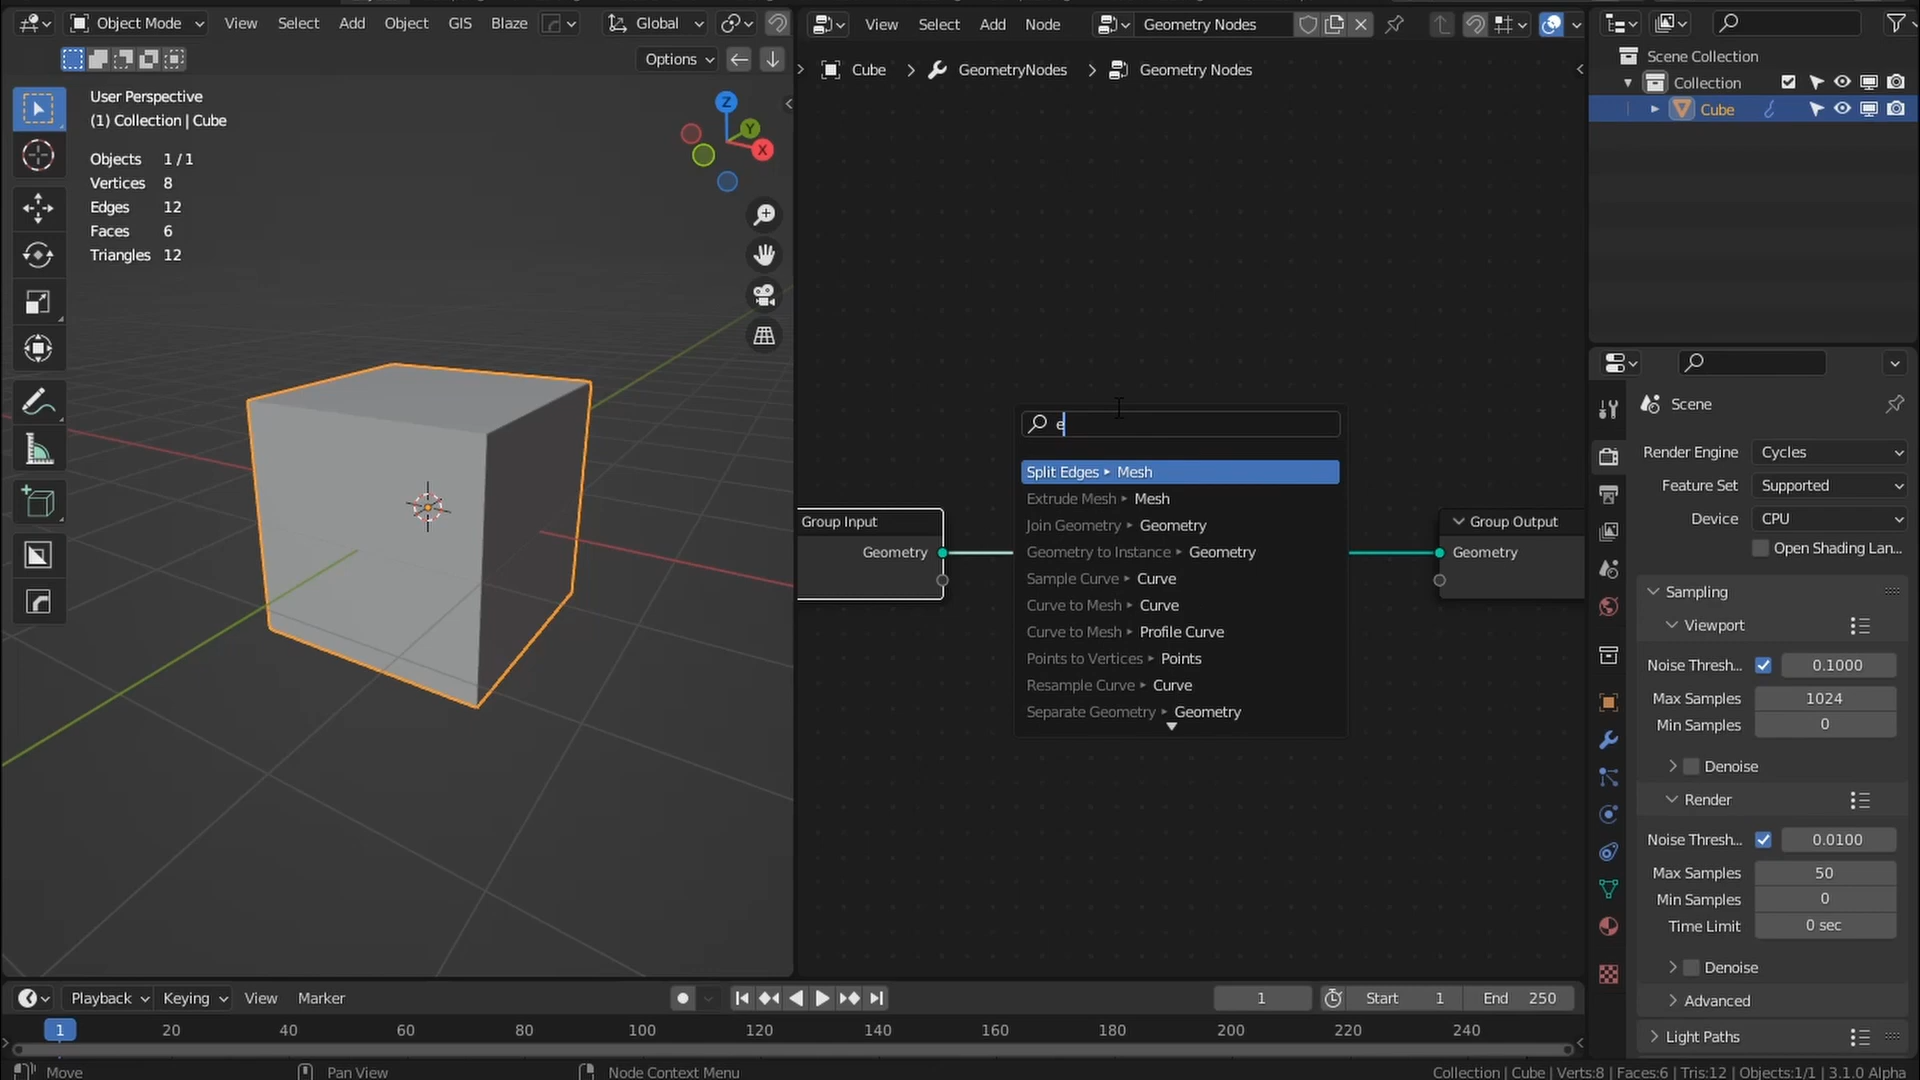 Object Mode View Select Add Object GIS Blaze Global
Options
User Perspective
(1) Collection | Cube
Objects 1 / 1
Vertices 8
Edges 12
Faces 6
Triangles 12
Z
Y
X
View Select Add Node Geometry Nodes
Cube GeometryNodes Geometry Nodes
e
Split Edges ▸ Mesh
Extrude Mesh ▸ Mesh
Join Geometry ▸ Geometry
Geometry to Instance ▸ Geometry
Sample Curve ▸ Curve
Curve to Mesh ▸ Curve
Curve to Mesh ▸ Profile Curve
Points to Vertices ▸ Points
Resample Curve ▸ Curve
Separate Geometry ▸ Geometry
Group Input
Geometry
Group Output
Geometry
Scene Collection
Collection
Cube
Scene
Render Engine Cycles
Feature Set Supported
Device CPU
Open Shading Lan...
Sampling
Viewport
Noise Thresh... 0.1000
Max Samples 1024
Min Samples 0
Denoise
Render
Noise Thresh... 0.0100
Max Samples 50
Min Samples 0
Time Limit 0 sec
Denoise
Advanced
Light Paths
Playback Keying View Marker
1 Start 1 End 250
1 20 40 60 80 100 120 140 160 180 200 220 240
Move Pan View Node Context Menu Collection | Cube | Verts:8 | Faces:6 | Tris:12 | Objects:1/1 | 3.1.0 Alpha